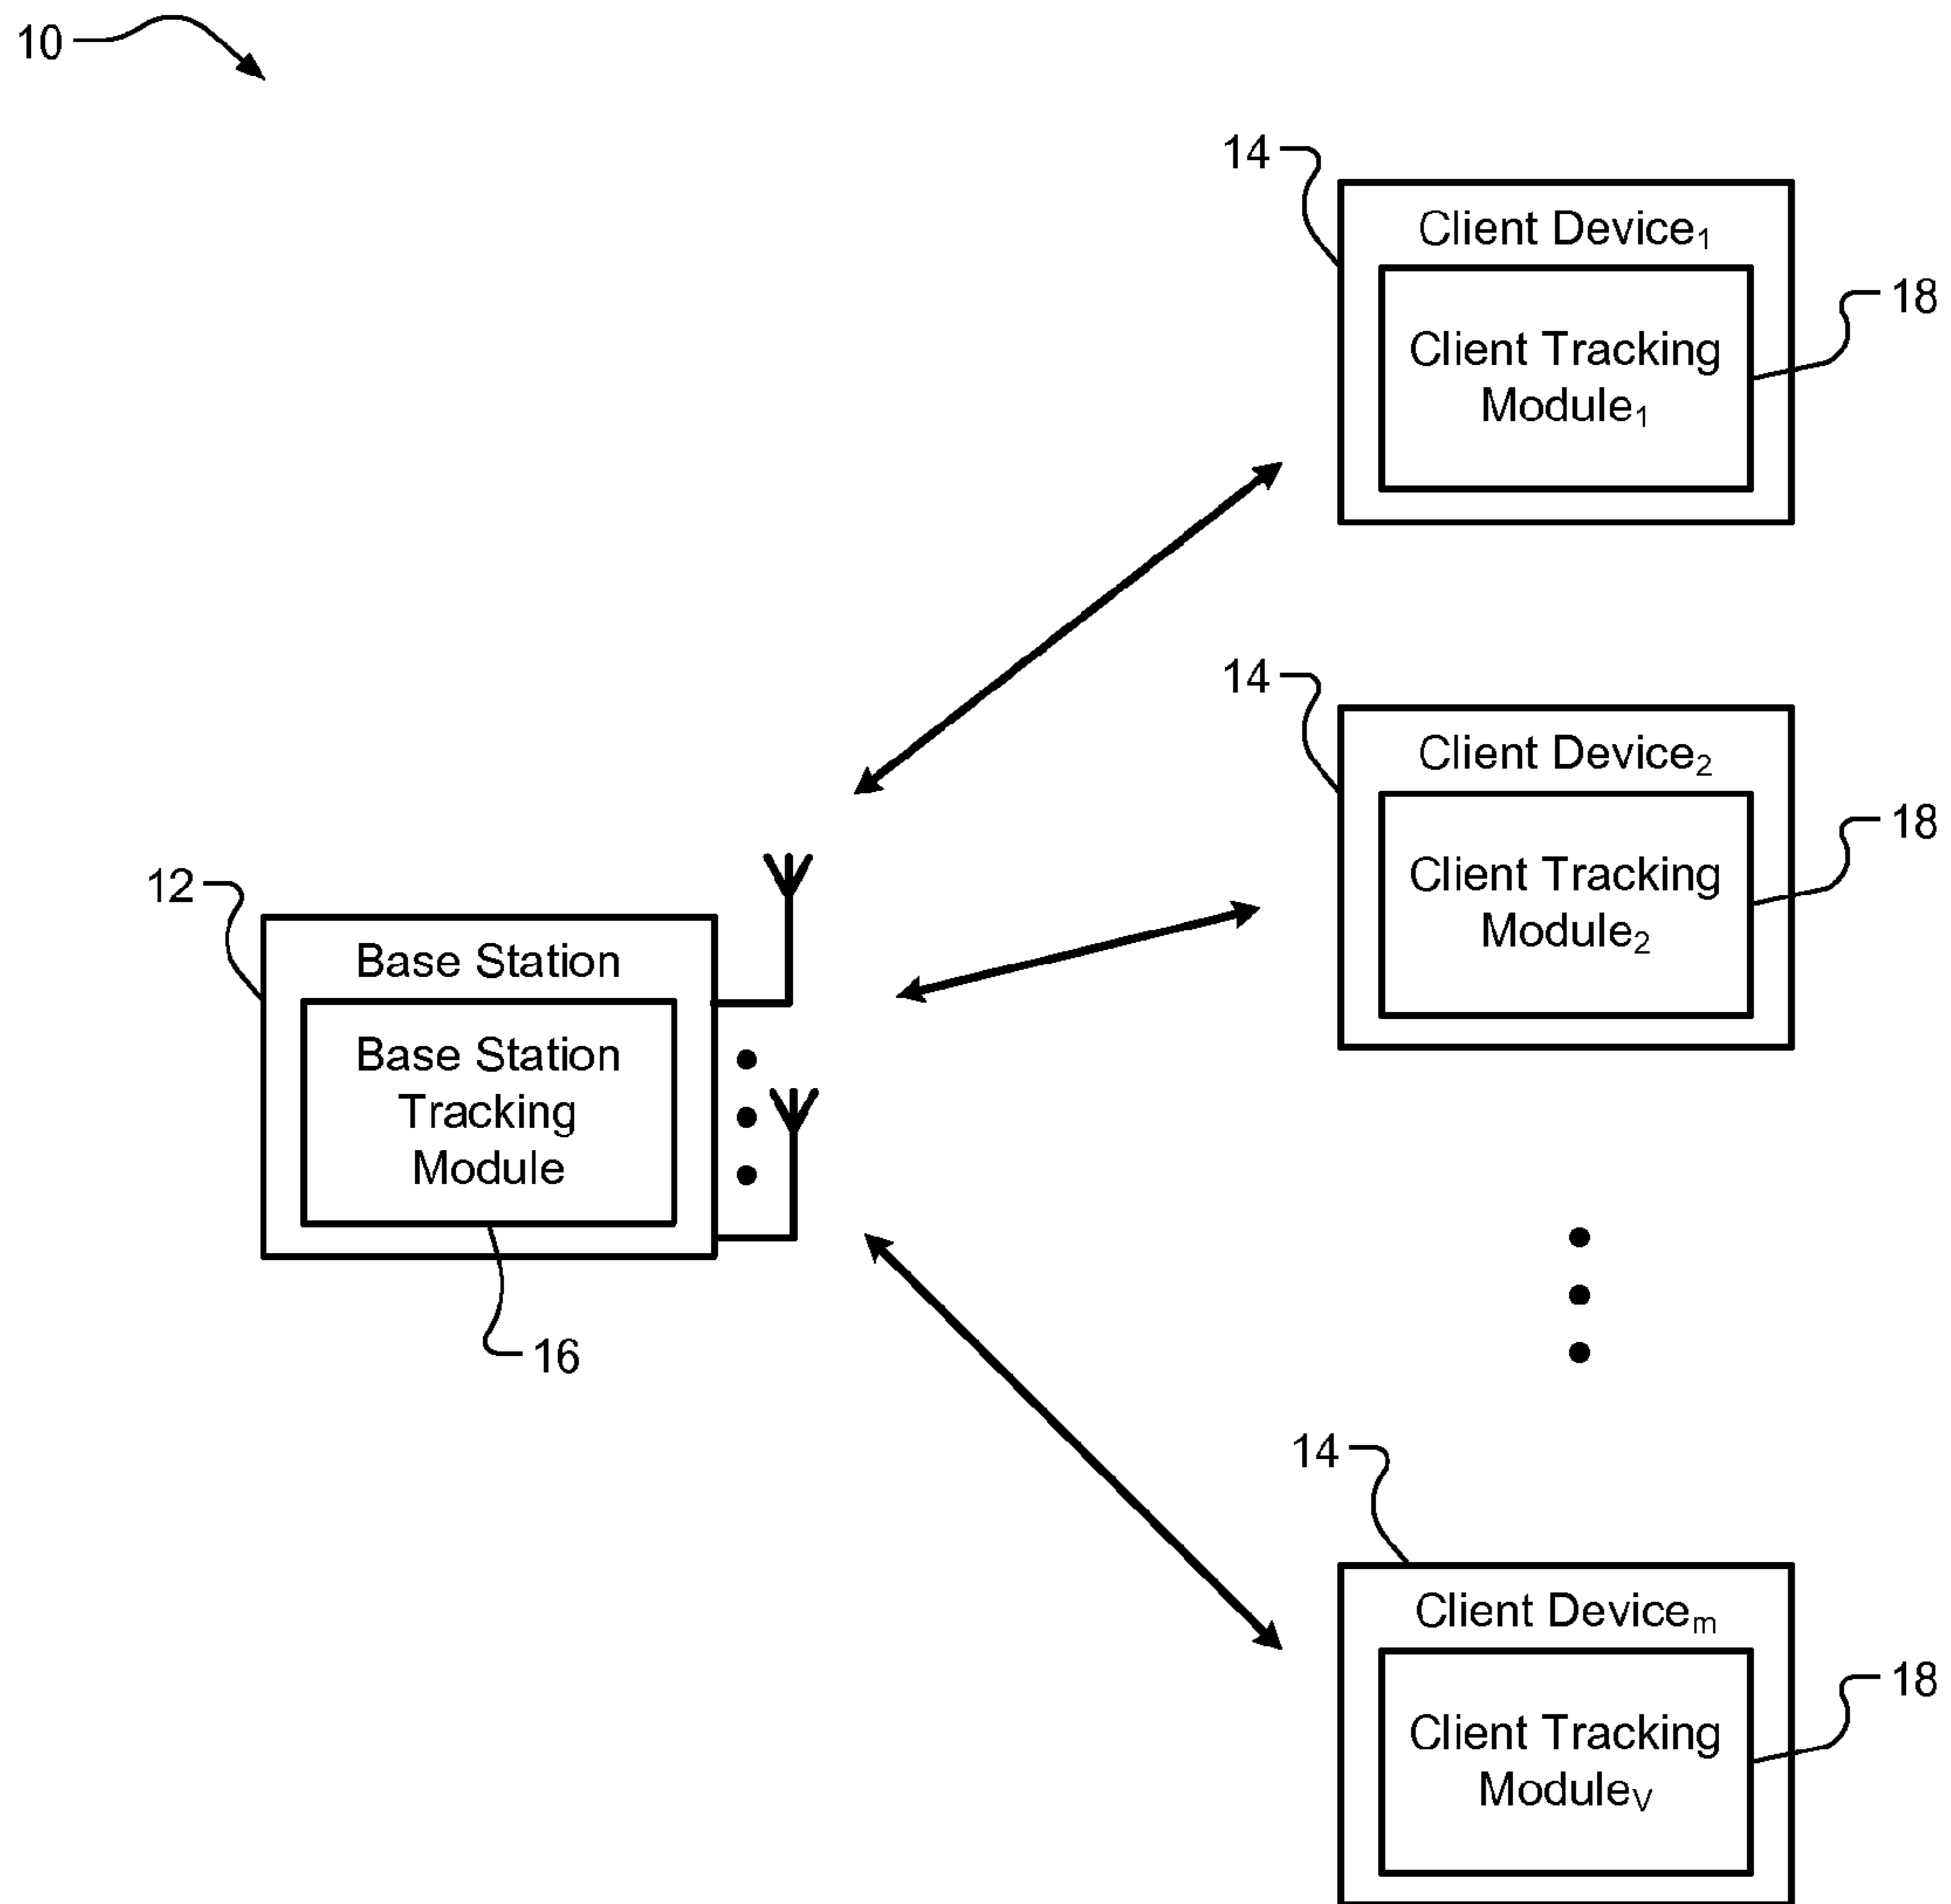 10
14
Client Device₁
18
Client Tracking
Module₁
14
Client Device₂
18
Client Tracking
Module₂
12
Base Station
Base Station
Tracking
Module
16
14
Client Deviceₘ
18
Client Tracking
Module_V